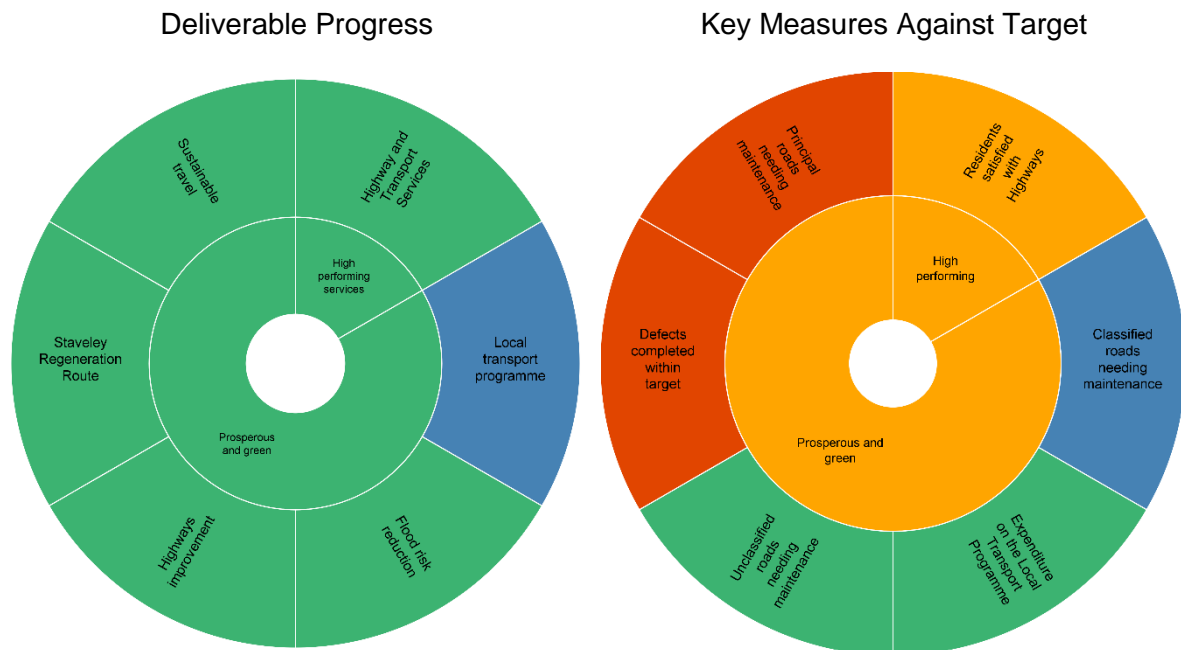 Deliverable Progress
Sustainable
travel
Highway and
Transport
Services
High
performing
services
Staveley
Regeneration
Route
Local
transport
programme
Prosperous
and green
Highways
improvement
Flood risk
reduction
Key Measures Against Target
Principal
roads
needing
maintenance
Residents
satisfied
with
Highways
High
performing
Defects
completed
within
target
Classified
roads
needing
maintenance
Prosperous and
green
Unclassified
roads
needing
maintenance
Expenditure
on the Local
Transport
Programme